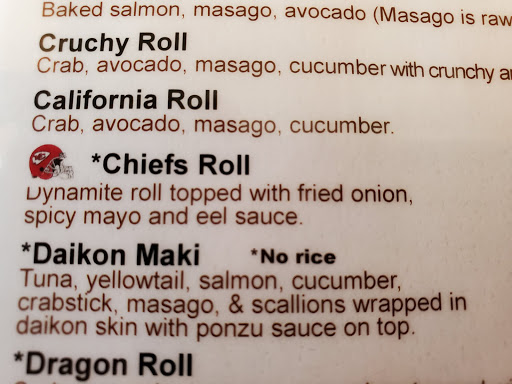 Baked salmon, masago, avocado (Masago is raw
Cruchy Roll
Crab, avocado, masago, cucumber with crunchy
California Roll
Crab, avocado, masago, cucumber.
*Chiefs Roll
Dynamite roll topped with fried onion,
spicy mayo and eel sauce.
*Daikon Maki *No rice
Tuna, yellowtail, salmon, cucumber,
crabstick, masago, & scallions wrapped in
daikon skin with ponzu sauce on top.
*Dragon Roll